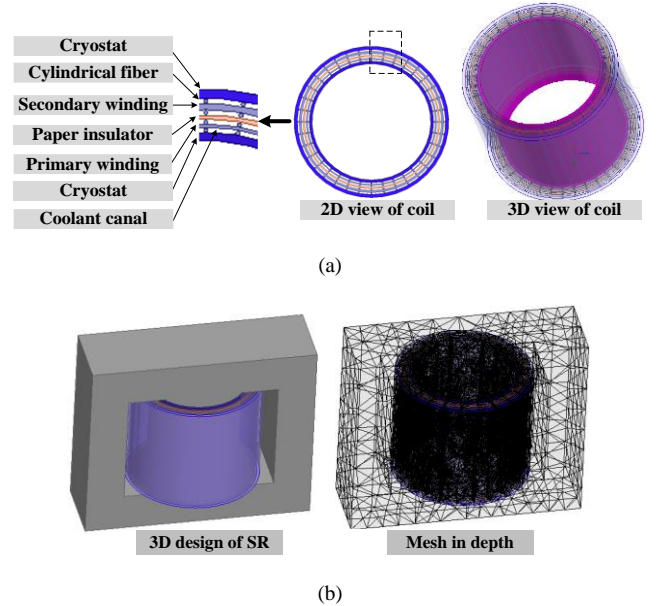 Cryostat
Cylindrical fiber
Secondary winding
Paper insulator
Primary winding
Cryostat
Coolant canal
2D view of coil
3D view of coil
(a)
3D design of SR
Mesh in depth
(b)